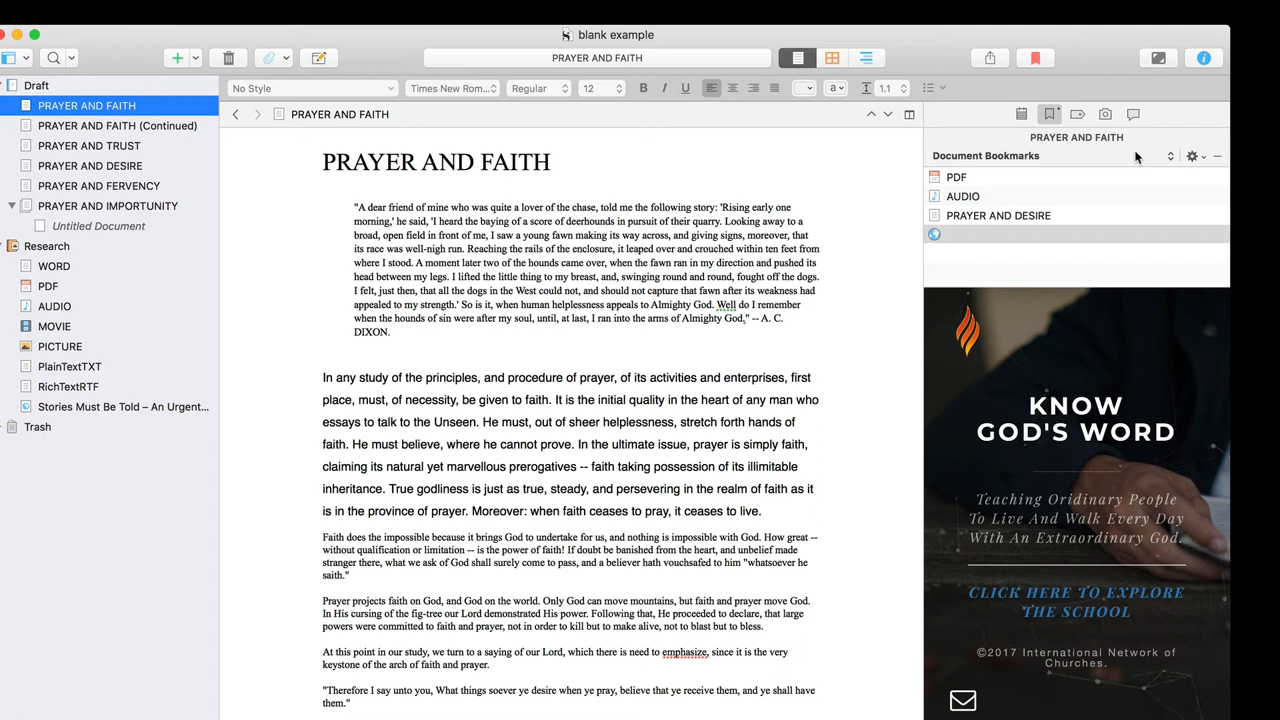 blank example
PRAYER AND FAITH
Draft
PRAYER AND FAITH
PRAYER AND FAITH (Continued)
PRAYER AND TRUST
PRAYER AND DESIRE
PRAYER AND FERVENCY
PRAYER AND IMPORTUNITY
Untitled Document
Research
WORD
PDF
AUDIO
MOVIE
PICTURE
PlainTextTXT
RichTextRTF
Stories Must Be Told – An Urgent...
Trash
No Style
Times New Rom...
Regular
12
B I U
a
1.1
PRAYER AND FAITH
PRAYER AND FAITH
"A dear friend of mine who was quite a lover of the chase, told me the following story: 'Rising early one
morning,' he said, 'I heard the baying of a score of deerhounds in pursuit of their quarry. Looking away to a
broad, open field in front of me, I saw a young fawn making its way across, and giving signs, moreover, that
its race was well-nigh run. Reaching the rails of the enclosure, it leaped over and crouched within ten feet from
where I stood. A moment later two of the hounds came over, when the fawn ran in my direction and pushed its
head between my legs. I lifted the little thing to my breast, and, swinging round and round, fought off the dogs.
I felt, just then, that all the dogs in the West could not, and should not capture that fawn after its weakness had
appealed to my strength.' So is it, when human helplessness appeals to Almighty God. Well do I remember
when the hounds of sin were after my soul, until, at last, I ran into the arms of Almighty God," -- A. C.
DIXON.
In any study of the principles, and procedure of prayer, of its activities and enterprises, first
place, must, of necessity, be given to faith. It is the initial quality in the heart of any man who
essays to talk to the Unseen. He must, out of sheer helplessness, stretch forth hands of
faith. He must believe, where he cannot prove. In the ultimate issue, prayer is simply faith,
claiming its natural yet marvellous prerogatives -- faith taking possession of its illimitable
inheritance. True godliness is just as true, steady, and persevering in the realm of faith as it
is in the province of prayer. Moreover: when faith ceases to pray, it ceases to live.
Faith does the impossible because it brings God to undertake for us, and nothing is impossible with God. How great --
without qualification or limitation -- is the power of faith! If doubt be banished from the heart, and unbelief made
stranger there, what we ask of God shall surely come to pass, and a believer hath vouchsafed to him "whatsoever he
saith."
Prayer projects faith on God, and God on the world. Only God can move mountains, but faith and prayer move God.
In His cursing of the fig-tree our Lord demonstrated His power. Following that, He proceeded to declare, that large
powers were committed to faith and prayer, not in order to kill but to make alive, not to blast but to bless.
At this point in our study, we turn to a saying of our Lord, which there is need to emphasize, since it is the very
keystone of the arch of faith and prayer.
"Therefore I say unto you, What things soever ye desire when ye pray, believe that ye receive them, and ye shall have
them."
PRAYER AND FAITH
Document Bookmarks
PDF
AUDIO
PRAYER AND DESIRE
KNOW
GOD'S WORD
Teaching Oridinary People
To Live And Walk Every Day
With An Extraordinary God.
CLICK HERE TO EXPLORE
THE SCHOOL
©2017 International Network of
Churches.